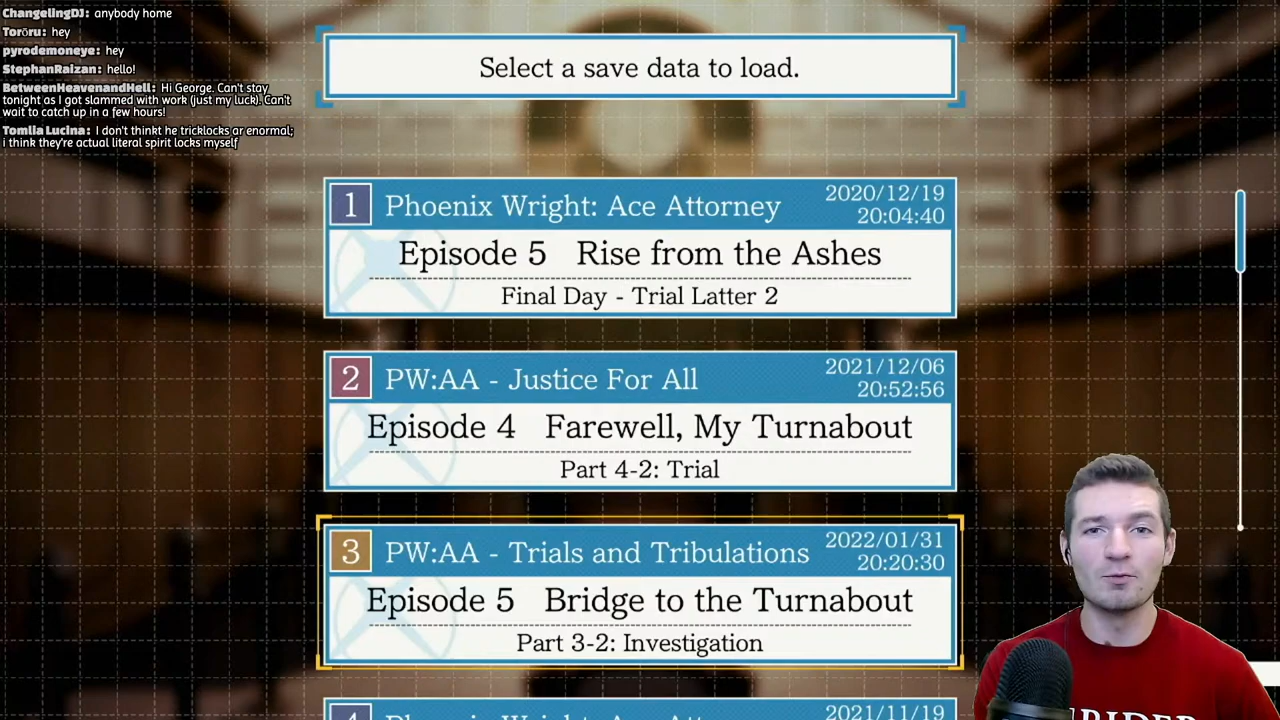 ChangelingDJ: anybody home
Torōru: hey
pyrodemoneye: hey
StephanRaizan: hello!
BetweenHeavenandHell: Hi George. Can't stay
tonight as I got slammed with work (just my luck). Can't
wait to catch up in a few hours!
Tomlia Lucina: I don't thinkt he tricklocks ar enormal;
i think they're actual literal spirit locks myself
Select a save data to load.
1 Phoenix Wright: Ace Attorney 2020/12/19
20:04:40
Episode 5 Rise from the Ashes
Final Day - Trial Latter 2
2 PW:AA - Justice For All 2021/12/06
20:52:56
Episode 4 Farewell, My Turnabout
Part 4-2: Trial
3 PW:AA - Trials and Tribulations 2022/01/31
20:20:30
Episode 5 Bridge to the Turnabout
Part 3-2: Investigation
2021/11/19